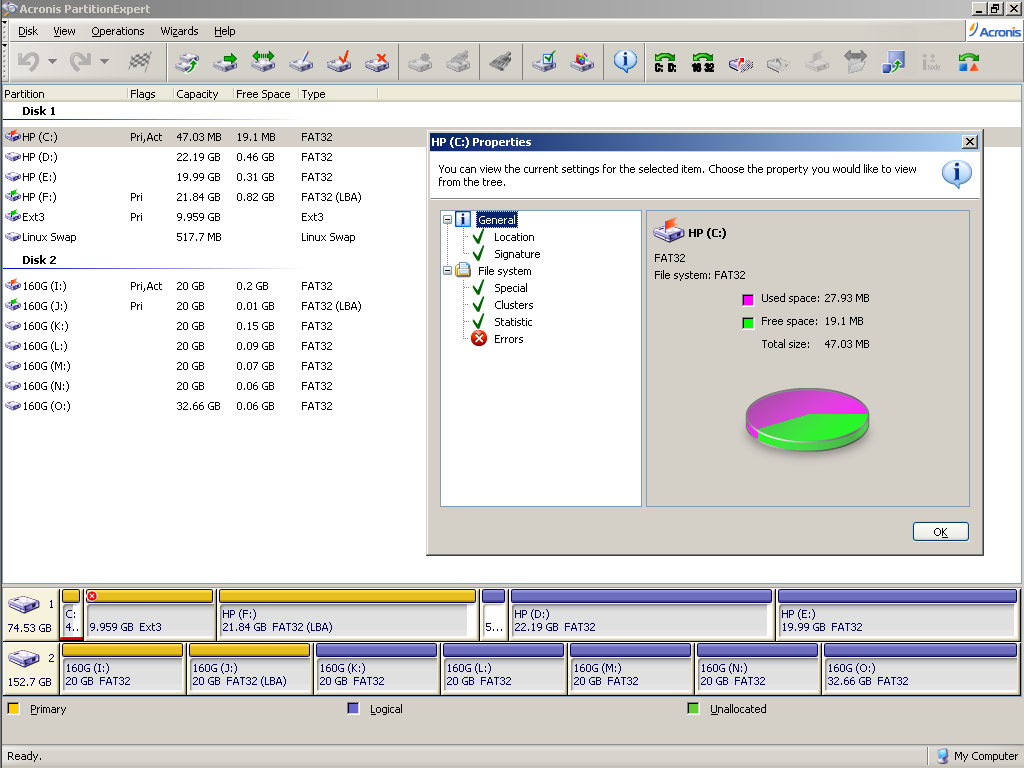 Acronis PartitionExpert
Disk View Operations Wizards Help
Acronis
C: D: 16 32
Partition Flags Capacity Free Space Type
Disk 1
HP (C:) Pri,Act 47.03 MB 19.1 MB FAT32
HP (D:) 22.19 GB 0.46 GB FAT32
HP (E:) 19.99 GB 0.31 GB FAT32
HP (F:) Pri 21.84 GB 0.82 GB FAT32 (LBA)
Ext3 Pri 9.959 GB Ext3
Linux Swap 517.7 MB Linux Swap
Disk 2
160G (I:) Pri,Act 20 GB 0.2 GB FAT32
160G (J:) Pri 20 GB 0.01 GB FAT32 (LBA)
160G (K:) 20 GB 0.15 GB FAT32
160G (L:) 20 GB 0.09 GB FAT32
160G (M:) 20 GB 0.07 GB FAT32
160G (N:) 20 GB 0.06 GB FAT32
160G (O:) 32.66 GB 0.06 GB FAT32
HP (C:) Properties
You can view the current settings for the selected item. Choose the property you would like to view
from the tree.
General
Location
Signature
File system
Special
Clusters
Statistic
Errors
HP (C:)
FAT32
File system: FAT32
Used space: 27.93 MB
Free space: 19.1 MB
Total size: 47.03 MB
OK
1
74.53 GB
C:
4...
9.959 GB Ext3
HP (F:)
21.84 GB FAT32 (LBA)
5...
HP (D:)
22.19 GB FAT32
HP (E:)
19.99 GB FAT32
2
152.7 GB
160G (I:)
20 GB FAT32
160G (J:)
20 GB FAT32 (LBA)
160G (K:)
20 GB FAT32
160G (L:)
20 GB FAT32
160G (M:)
20 GB FAT32
160G (N:)
20 GB FAT32
160G (O:)
32.66 GB FAT32
Primary Logical Unallocated
Ready. My Computer